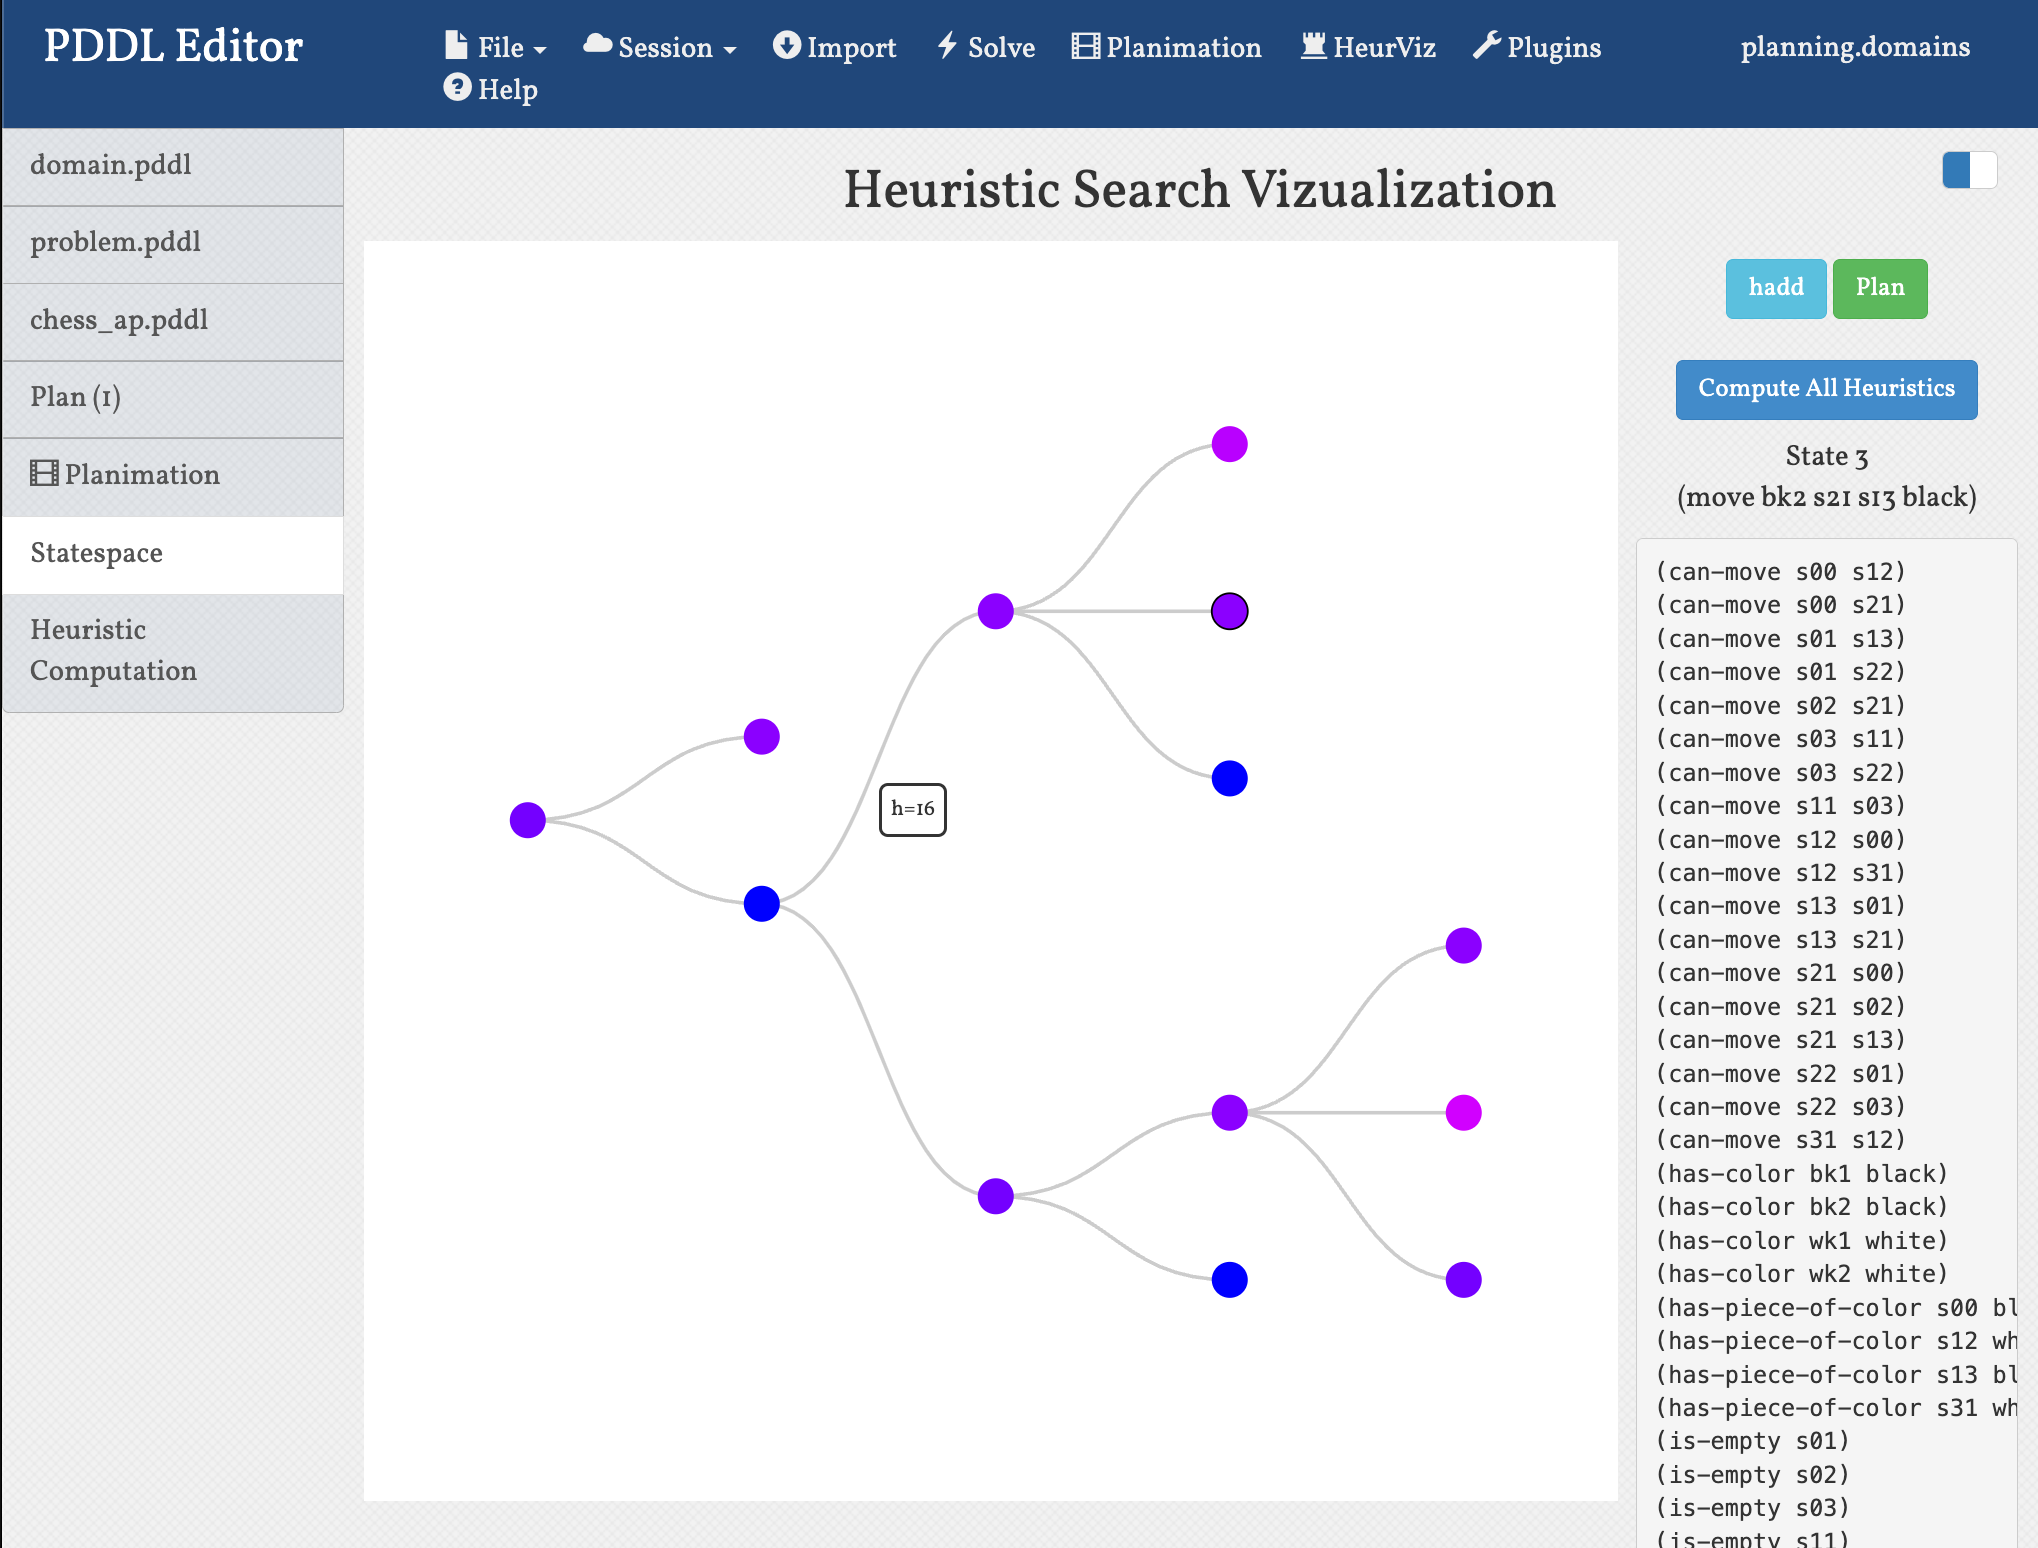 PDDL Editor
File
Session
Import
Solve
Planimation
HeurViz
Plugins
planning.domains
Help
domain.pddl
problem.pddl
chess_ap.pddl
Plan (1)
Planimation
Statespace
Heuristic
Computation
Heuristic Search Vizualization
h=16
hadd
Plan
Compute All Heuristics
State 3
(move bk2 s21 s13 black)
(can-move s00 s12)
(can-move s00 s21)
(can-move s01 s13)
(can-move s01 s22)
(can-move s02 s21)
(can-move s03 s11)
(can-move s03 s22)
(can-move s11 s03)
(can-move s12 s00)
(can-move s12 s31)
(can-move s13 s01)
(can-move s13 s21)
(can-move s21 s00)
(can-move s21 s02)
(can-move s21 s13)
(can-move s22 s01)
(can-move s22 s03)
(can-move s31 s12)
(has-color bk1 black)
(has-color bk2 black)
(has-color wk1 white)
(has-color wk2 white)
(has-piece-of-color s00 bl
(has-piece-of-color s12 wh
(has-piece-of-color s13 bl
(has-piece-of-color s31 wh
(is-empty s01)
(is-empty s02)
(is-empty s03)
(is-empty s11)